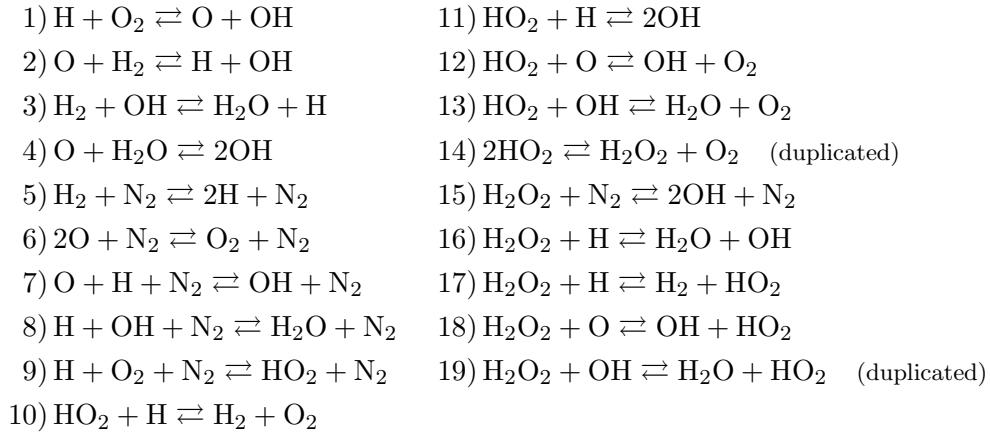 1) H + O₂ ⇄ O + OH
2) O + H₂ ⇄ H + OH
3) H₂ + OH ⇄ H₂O + H
4) O + H₂O ⇄ 2OH
5) H₂ + N₂ ⇄ 2H + N₂
6) 2O + N₂ ⇄ O₂ + N₂
7) O + H + N₂ ⇄ OH + N₂
8) H + OH + N₂ ⇄ H₂O + N₂
9) H + O₂ + N₂ ⇄ HO₂ + N₂
10) HO₂ + H ⇄ H₂ + O₂
11) HO₂ + H ⇄ 2OH
12) HO₂ + O ⇄ OH + O₂
13) HO₂ + OH ⇄ H₂O + O₂
14) 2HO₂ ⇄ H₂O₂ + O₂ (duplicated)
15) H₂O₂ + N₂ ⇄ 2OH + N₂
16) H₂O₂ + H ⇄ H₂O + OH
17) H₂O₂ + H ⇄ H₂ + HO₂
18) H₂O₂ + O ⇄ OH + HO₂
19) H₂O₂ + OH ⇄ H₂O + HO₂ (duplicated)